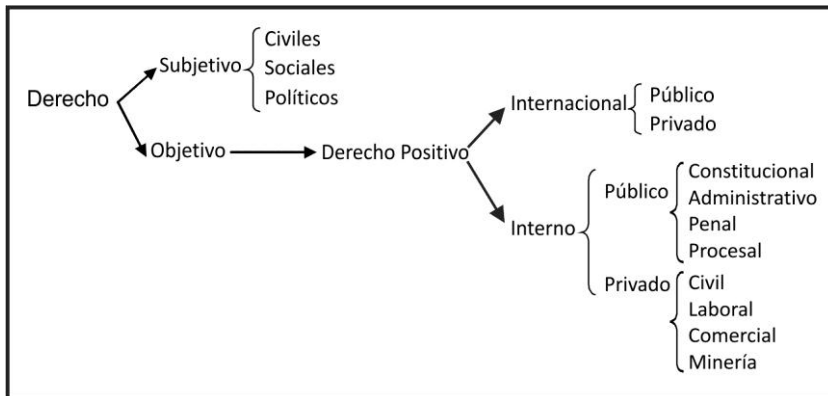 Derecho
Subjetivo
Civiles
Sociales
Políticos
Objetivo
Derecho Positivo
Internacional
Público
Privado
Interno
Público
Constitucional
Administrativo
Penal
Procesal
Privado
Civil
Laboral
Comercial
Minería